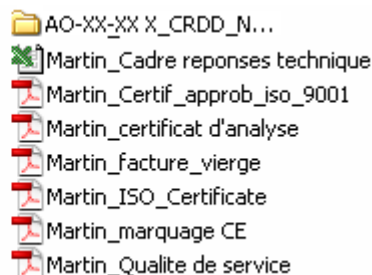 AO-XX-XX X_CRDD_N...
Martin_Cadre reponses technique
Martin_Certif_approb_iso_9001
Martin_certificat d'analyse
Martin_facture_vierge
Martin_ISO_Certificate
Martin_marquage CE
Martin_Qualite de service